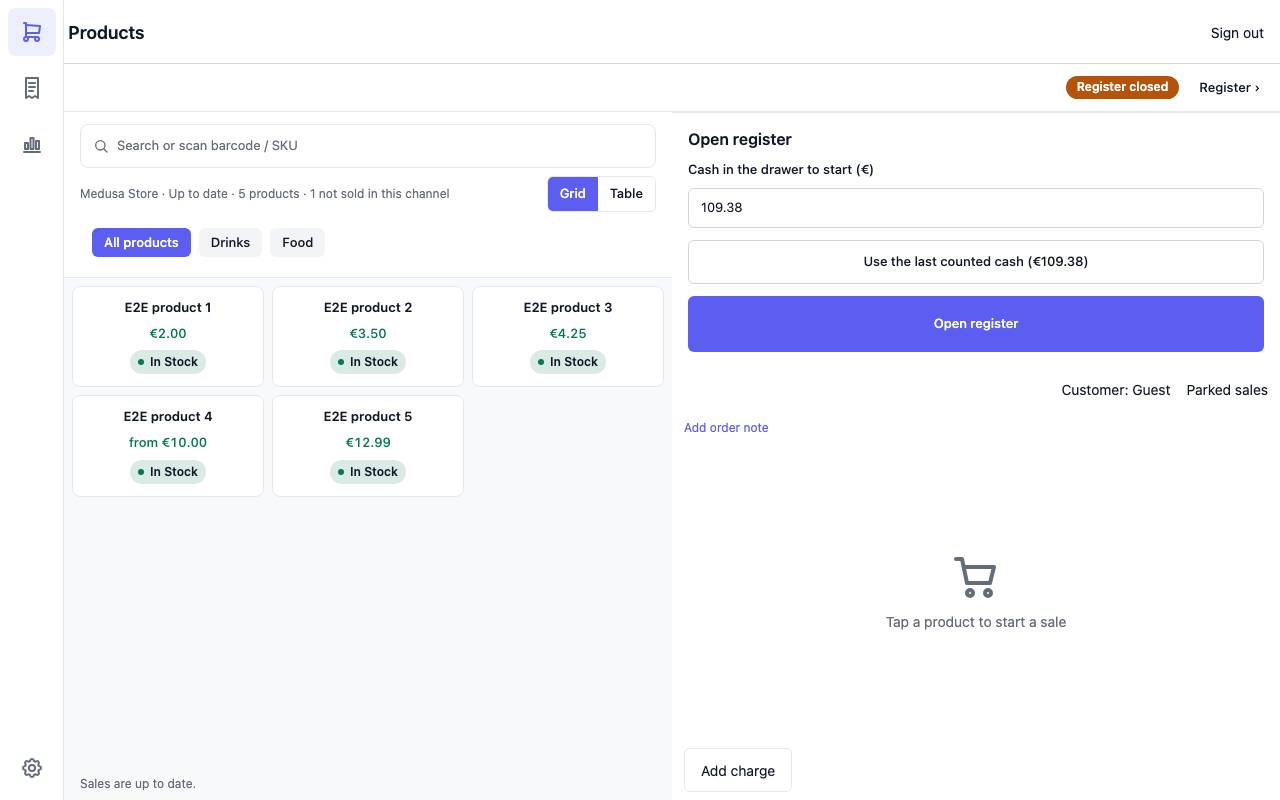 Products
Sign out
Register closed
Register ›
Search or scan barcode / SKU
Medusa Store · Up to date · 5 products · 1 not sold in this channel
Grid
Table
All products
Drinks
Food
E2E product 1
€2.00
In Stock
E2E product 2
€3.50
In Stock
E2E product 3
€4.25
In Stock
E2E product 4
from €10.00
In Stock
E2E product 5
€12.99
In Stock
Sales are up to date.
Open register
Cash in the drawer to start (€)
109.38
Use the last counted cash (€109.38)
Open register
Customer: Guest
Parked sales
Add order note
Tap a product to start a sale
Add charge